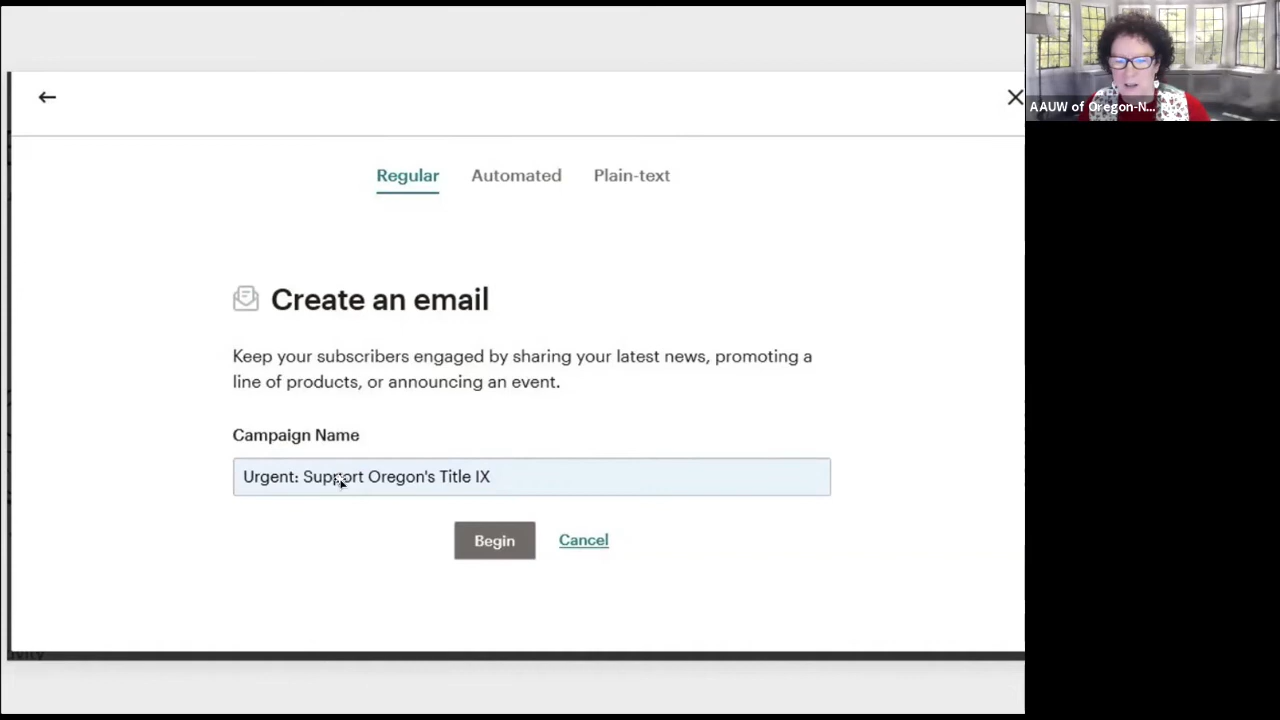 AAUW of Oregon-N...
Regular Automated Plain-text
Create an email
Keep your subscribers engaged by sharing your latest news, promoting a
line of products, or announcing an event.
Campaign Name
Urgent: Support Oregon's Title IX
Begin Cancel